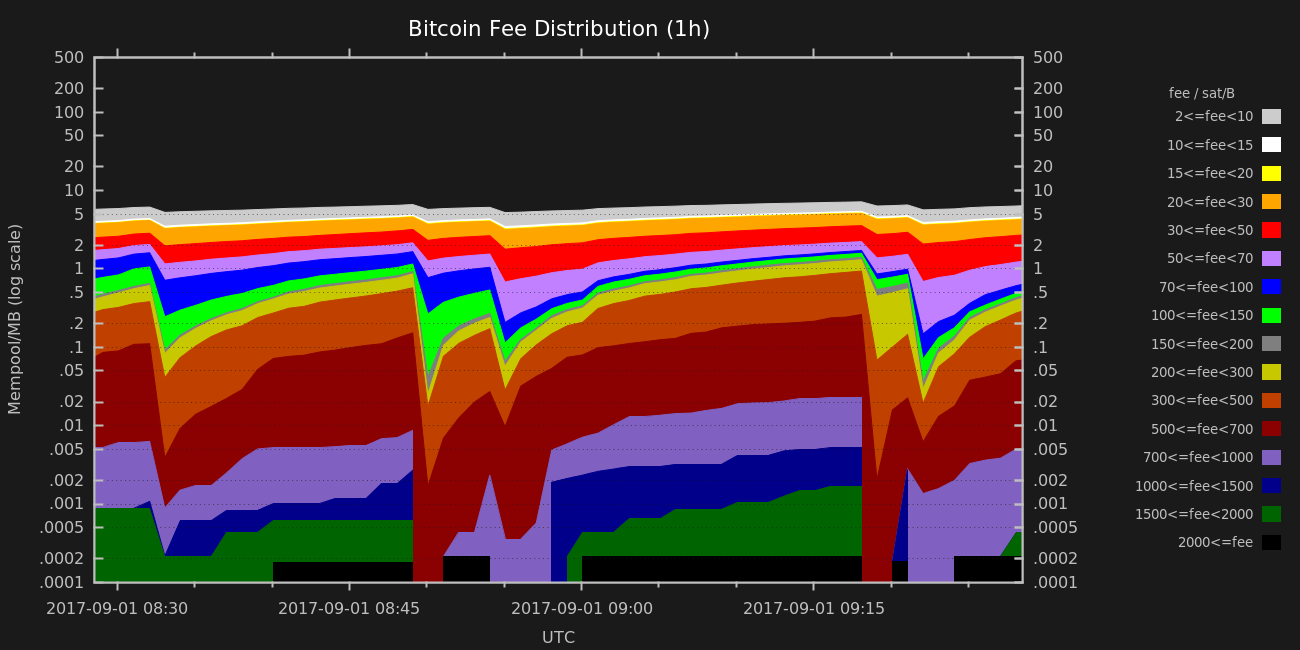 Bitcoin Fee Distribution (1h)
500 500
200 200
100 100
50 50
20 20
10 10
5 5
2 2
1 1
.5 .5
.2 .2
.1 .1
.05 .05
.02 .02
.01 .01
.005 .005
.002 .002
.001 .001
.0005 .0005
.0002 .0002
.0001 .0001
Mempool/MB (log scale)
2017-09-01 08:30 2017-09-01 08:45 2017-09-01 09:00 2017-09-01 09:15
UTC
fee / sat/B
2<=fee<10
10<=fee<15
15<=fee<20
20<=fee<30
30<=fee<50
50<=fee<70
70<=fee<100
100<=fee<150
150<=fee<200
200<=fee<300
300<=fee<500
500<=fee<700
700<=fee<1000
1000<=fee<1500
1500<=fee<2000
2000<=fee